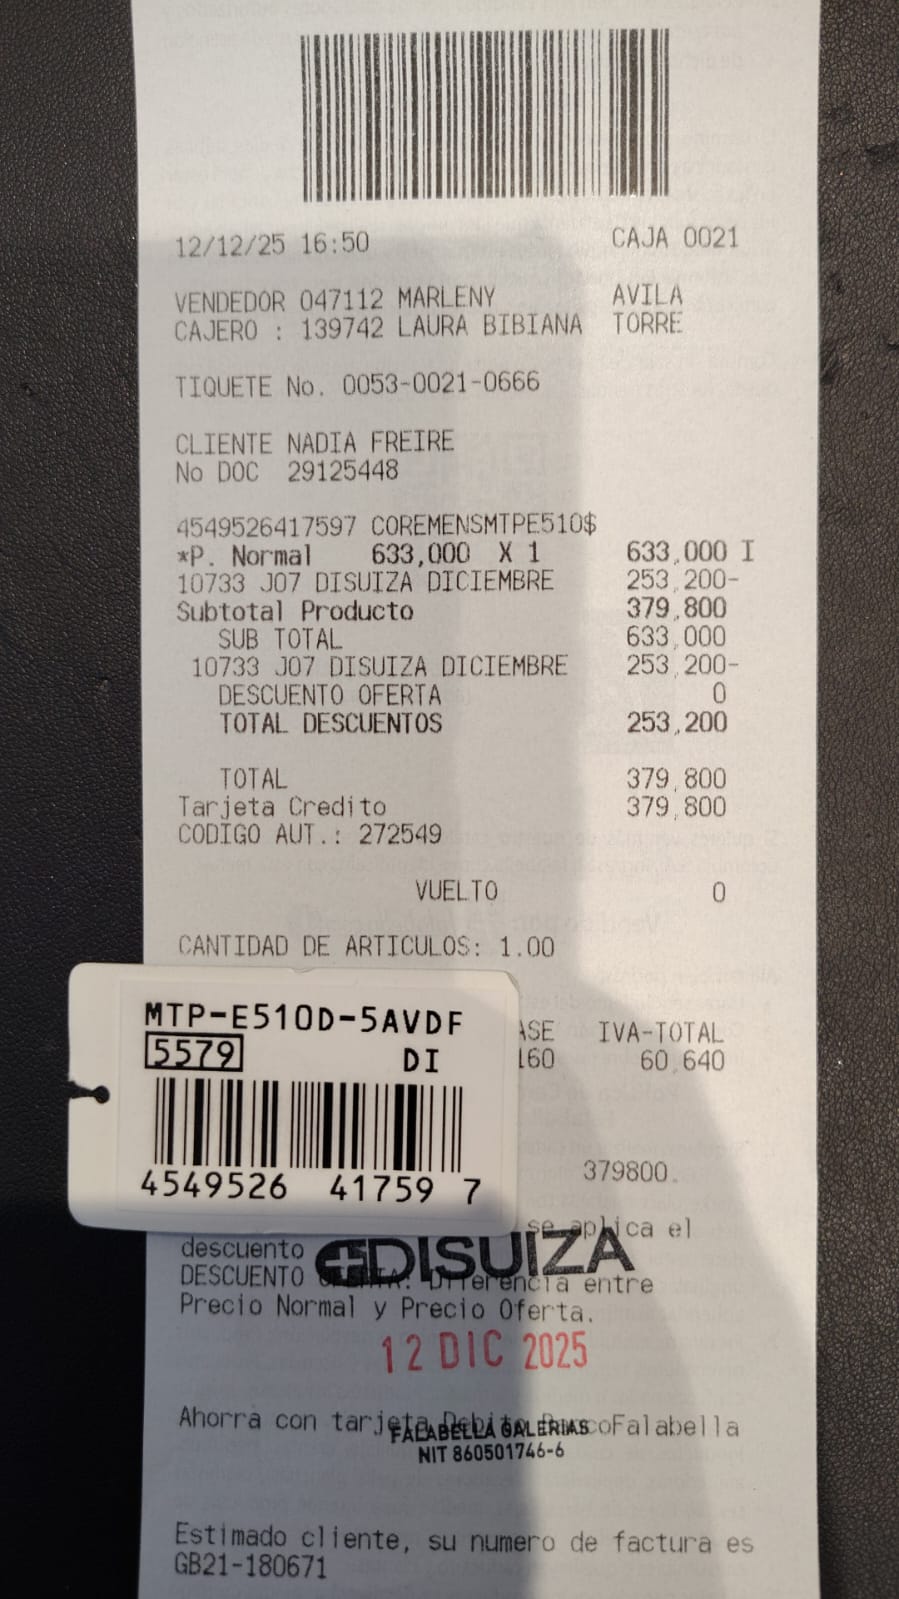 12/12/25 16:50 CAJA 0021
VENDEDOR 047112 MARLENY AVILA
CAJERO : 139742 LAURA BIBIANA TORRE
TIQUETE No. 0053-0021-0666
CLIENTE NADIA FREIRE
No DOC 29125448
4549526417597 COREMENSMTPE510$
*P. Normal 633,000 X 1 633,000 I
10733 J07 DISUIZA DICIEMBRE 253,200-
Subtotal Producto 379,800
SUB TOTAL 633,000
10733 J07 DISUIZA DICIEMBRE 253,200-
DESCUENTO OFERTA 0
TOTAL DESCUENTOS 253,200
TOTAL 379,800
Tarjeta Credito 379,800
CODIGO AUT.: 272549
VUELTO 0
CANTIDAD DE ARTICULOS: 1.00
ASE IVA-TOTAL
160 60,640
MTP-E510D-5AVDF
5579 DI
4549526 41759 7
379800.
se aplica el
descuento
DISUIZA
DESCUENTO Diferencia entre
Precio Normal y Precio Oferta.
12 DIC 2025
Ahorra con tarjeta Debito BancoFalabella
FALABELLA GALERIAS
NIT 860501746-6
Estimado cliente, su numero de factura es
GB21-180671